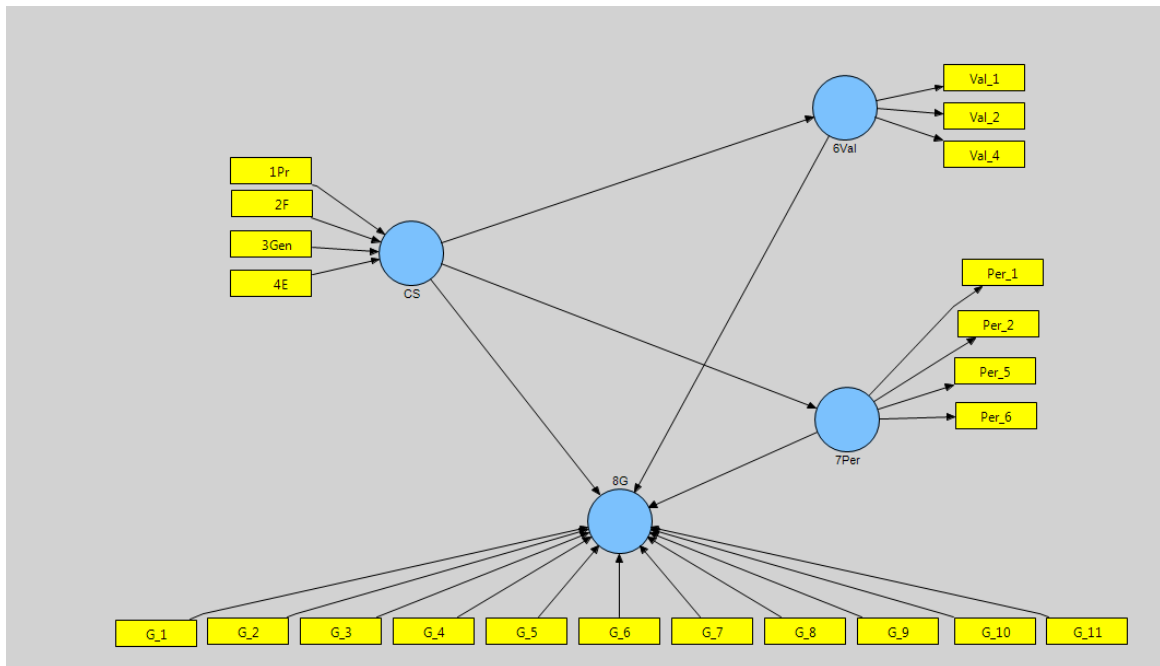 Val_1
6Val
Val_2
Val_4
1Pr
2F
3Gen
4E
CS
Per_1
Per_2
Per_5
Per_6
7Per
8G
G_1
G_2
G_3
G_4
G_5
G_6
G_7
G_8
G_9
G_10
G_11